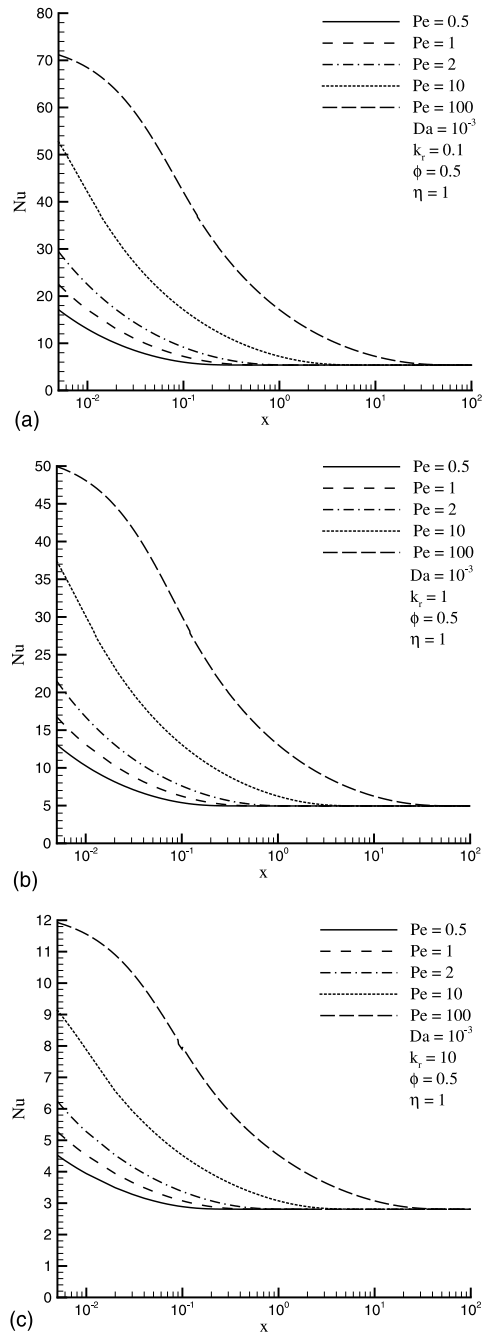 80
70
60
50
40
30
20
10
0
Nu
10⁻² 10⁻¹ 10⁰ 10¹ 10²
x
Pe = 0.5
Pe = 1
Pe = 2
Pe = 10
Pe = 100
Da = 10⁻³
kᵣ = 0.1
ϕ = 0.5
η = 1
(a)
50
45
40
35
30
25
20
15
10
5
0
Nu
10⁻² 10⁻¹ 10⁰ 10¹ 10²
x
Pe = 0.5
Pe = 1
Pe = 2
Pe = 10
Pe = 100
Da = 10⁻³
kᵣ = 1
ϕ = 0.5
η = 1
(b)
12
11
10
9
8
7
6
5
4
3
2
1
0
Nu
10⁻² 10⁻¹ 10⁰ 10¹ 10²
x
Pe = 0.5
Pe = 1
Pe = 2
Pe = 10
Pe = 100
Da = 10⁻³
kᵣ = 10
ϕ = 0.5
η = 1
(c)